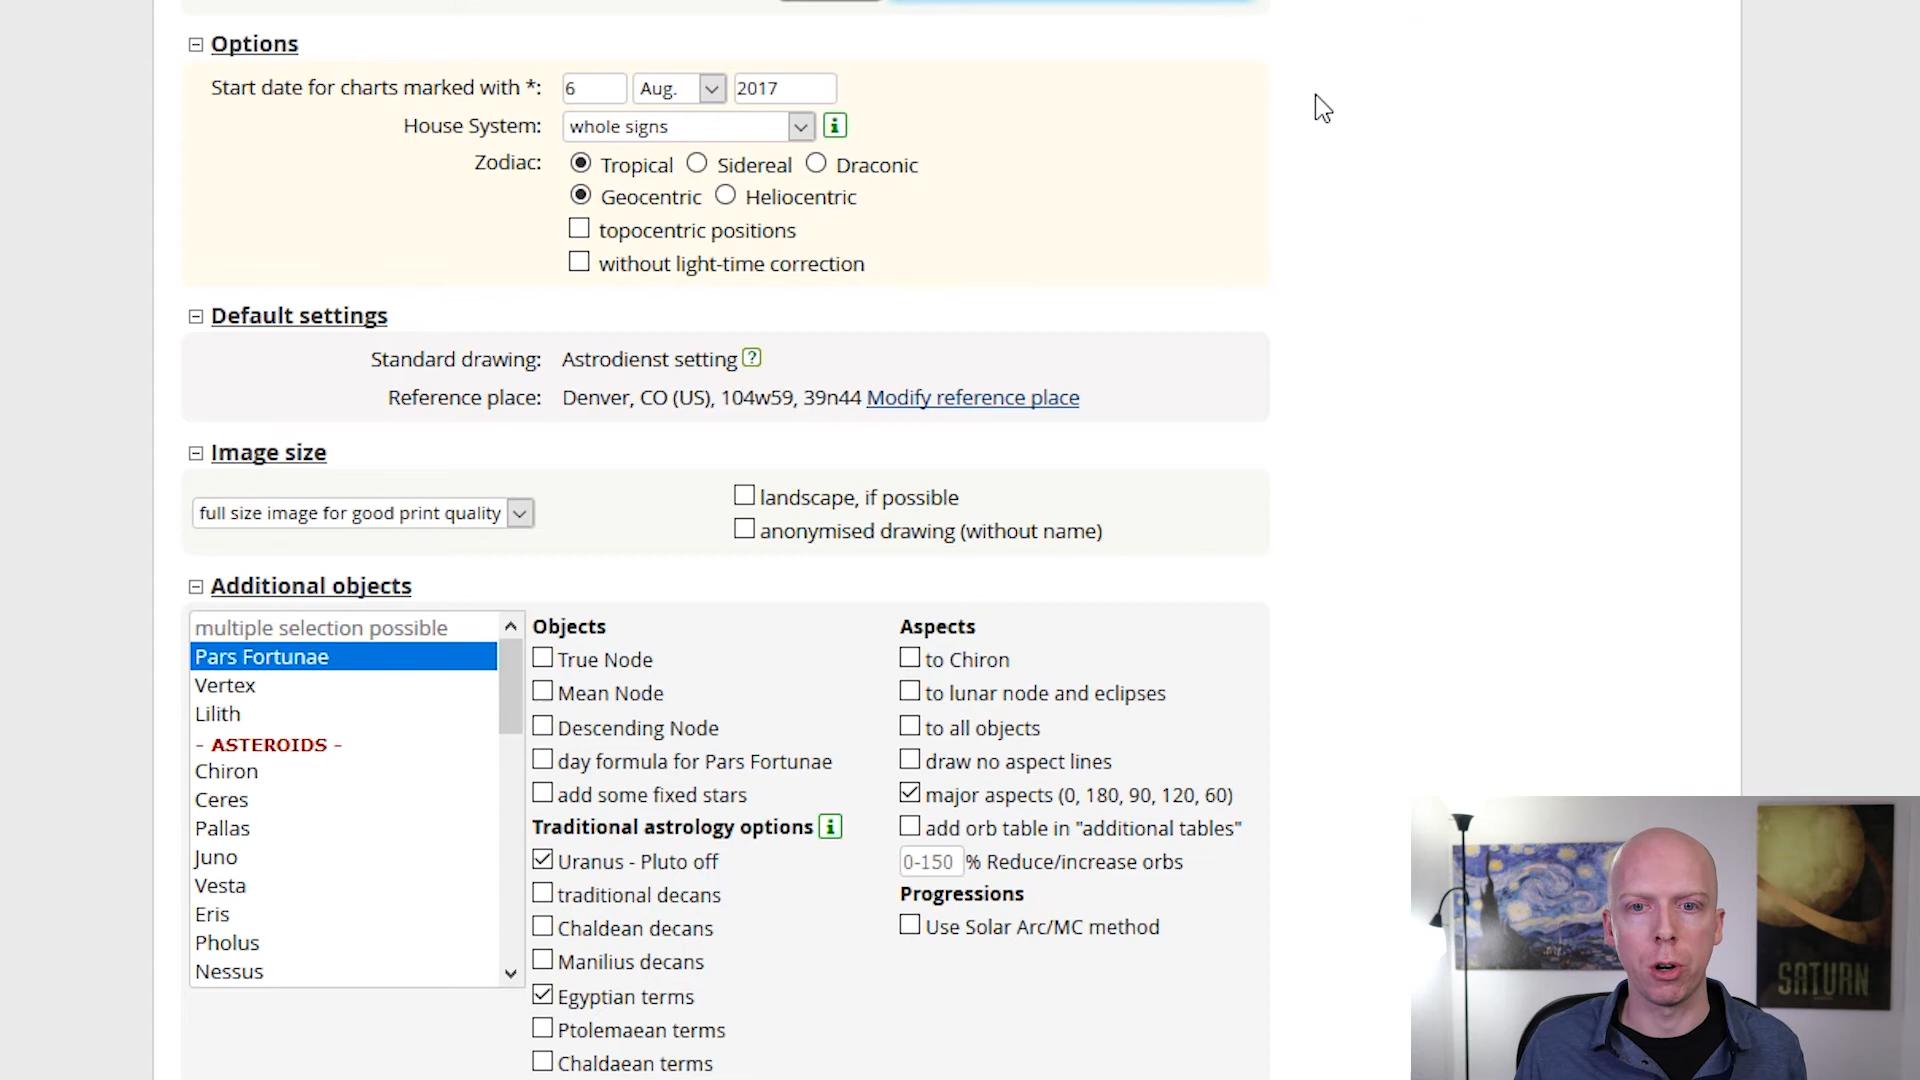 Options
Start date for charts marked with *: 6 Aug. 2017
House System: whole signs i
Zodiac: Tropical Sidereal Draconic
Geocentric Heliocentric
topocentric positions
without light-time correction
Default settings
Standard drawing: Astrodienst setting ?
Reference place: Denver, CO (US), 104w59, 39n44 Modify reference place
Image size
full size image for good print quality
landscape, if possible
anonymised drawing (without name)
Additional objects
multiple selection possible
Pars Fortunae
Vertex
Lilith
- ASTEROIDS -
Chiron
Ceres
Pallas
Juno
Vesta
Eris
Pholus
Nessus
Objects
True Node
Mean Node
Descending Node
day formula for Pars Fortunae
add some fixed stars
Traditional astrology options i
Uranus - Pluto off
traditional decans
Chaldean decans
Manilius decans
Egyptian terms
Ptolemaean terms
Chaldaean terms
Aspects
to Chiron
to lunar node and eclipses
to all objects
draw no aspect lines
major aspects (0, 180, 90, 120, 60)
add orb table in "additional tables"
0-150 % Reduce/increase orbs
Progressions
Use Solar Arc/MC method
SATURN